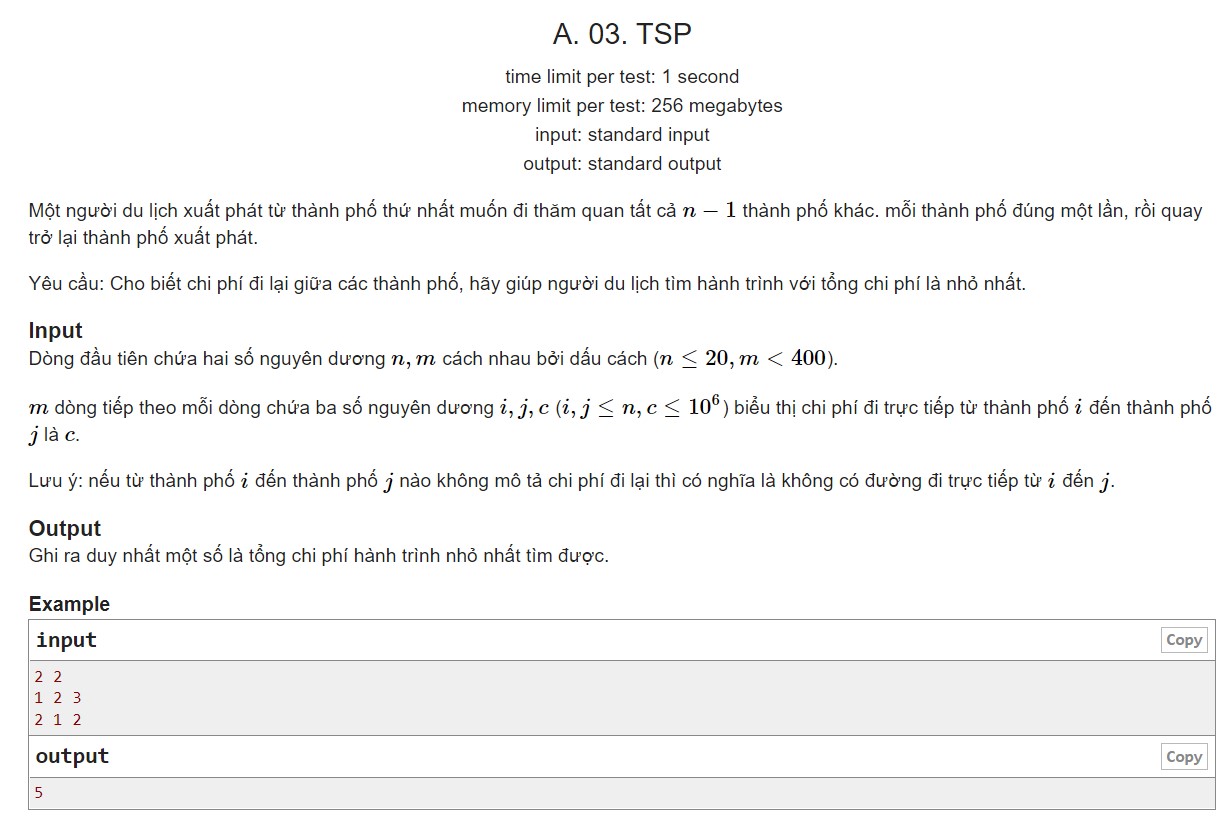 A. 03. TSP
time limit per test: 1 second
memory limit per test: 256 megabytes
input: standard input
output: standard output
Một người du lịch xuất phát từ thành phố thứ nhất muốn đi thăm quan tất cả n − 1 thành phố khác. mỗi thành phố đúng một lần, rồi quay
trở lại thành phố xuất phát.
Yêu cầu: Cho biết chi phí đi lại giữa các thành phố, hãy giúp người du lịch tìm hành trình với tổng chi phí là nhỏ nhất.
Input
Dòng đầu tiên chứa hai số nguyên dương n, m cách nhau bởi dấu cách (n ≤ 20, m < 400).
m dòng tiếp theo mỗi dòng chứa ba số nguyên dương i, j, c (i, j ≤ n, c ≤ 10⁶) biểu thị chi phí đi trực tiếp từ thành phố i đến thành phố
j là c.
Lưu ý: nếu từ thành phố i đến thành phố j nào không mô tả chi phí đi lại thì có nghĩa là không có đường đi trực tiếp từ i đến j.
Output
Ghi ra duy nhất một số là tổng chi phí hành trình nhỏ nhất tìm được.
Example
input Copy
2 2
1 2 3
2 1 2
output Copy
5